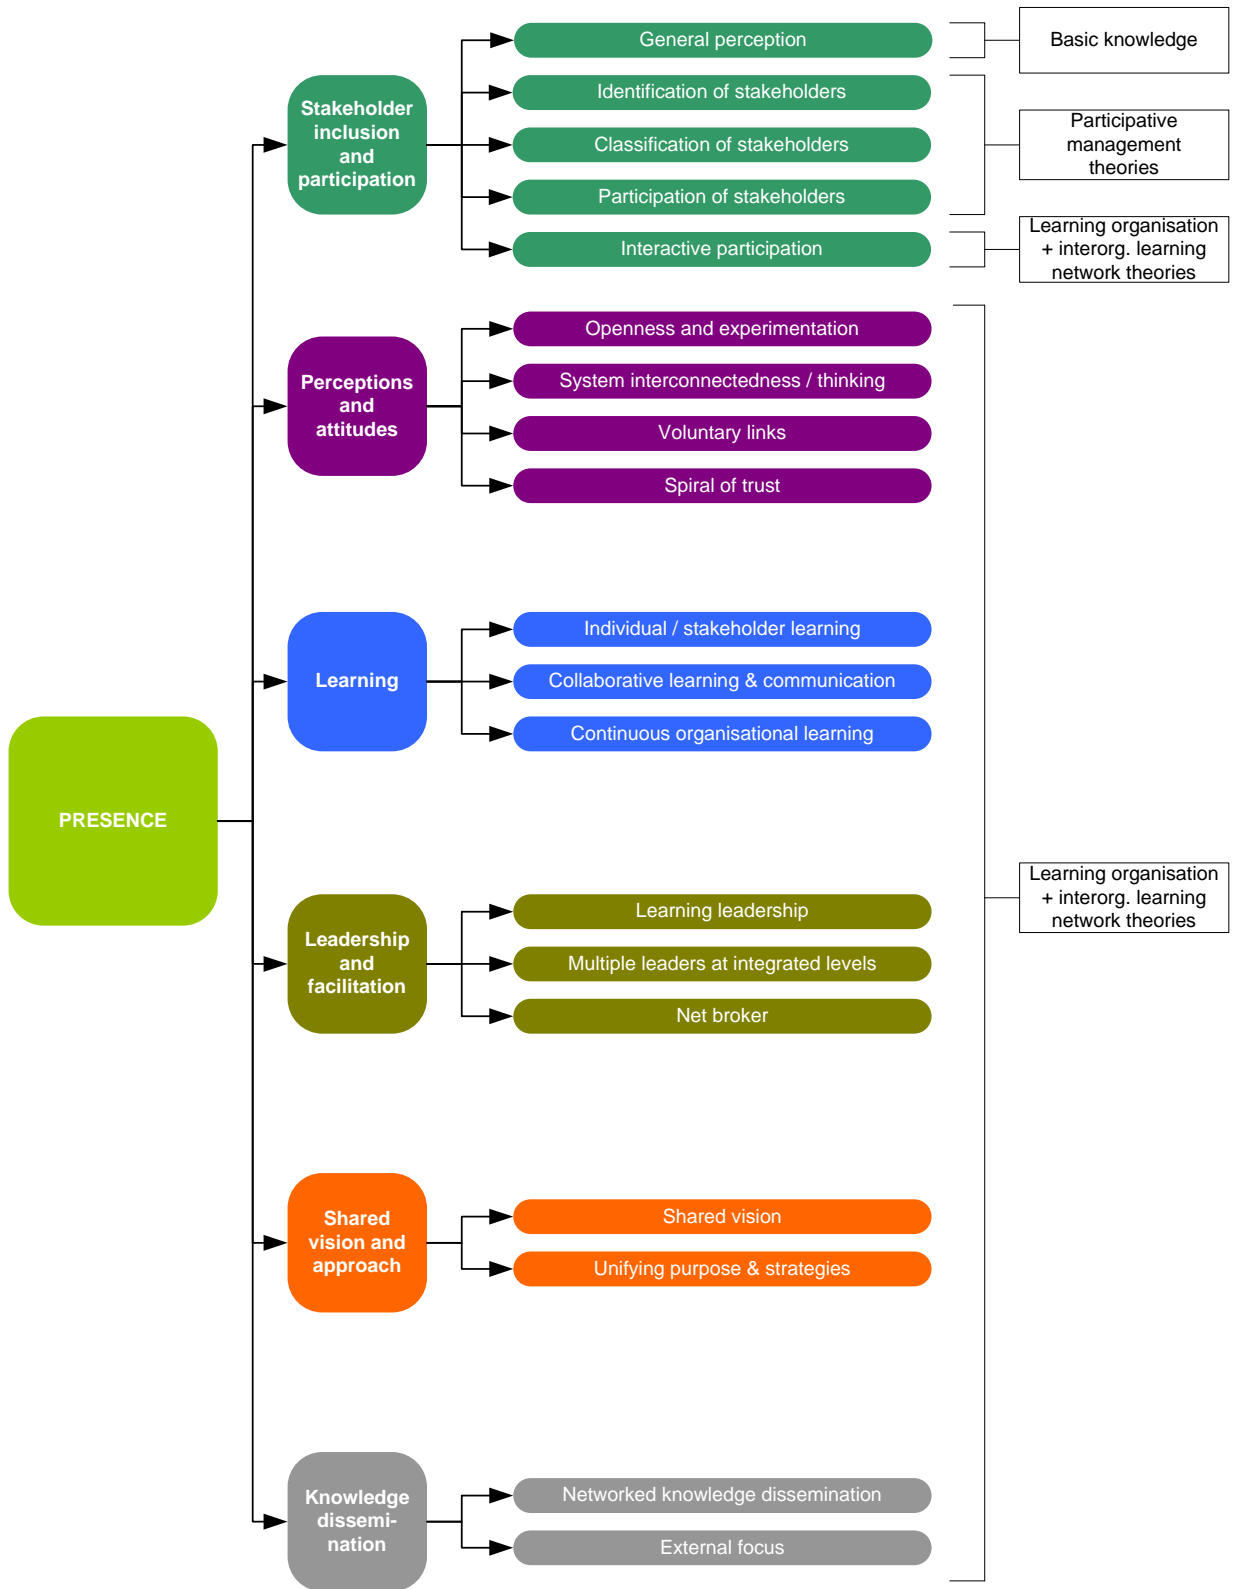 General perception
Basic knowledge
Stakeholder
inclusion
and
participation
Identification of stakeholders
Classification of stakeholders
Participation of stakeholders
Participative
management
theories
Interactive participation
Learning organisation
+ interorg. learning
network theories
Perceptions
and
attitudes
Openness and experimentation
System interconnectedness / thinking
Voluntary links
Spiral of trust
Learning
Individual / stakeholder learning
Collaborative learning & communication
Continuous organisational learning
PRESENCE
Leadership
and
facilitation
Learning leadership
Multiple leaders at integrated levels
Net broker
Learning organisation
+ interorg. learning
network theories
Shared
vision and
approach
Shared vision
Unifying purpose & strategies
Knowledge
dissemi-
nation
Networked knowledge dissemination
External focus